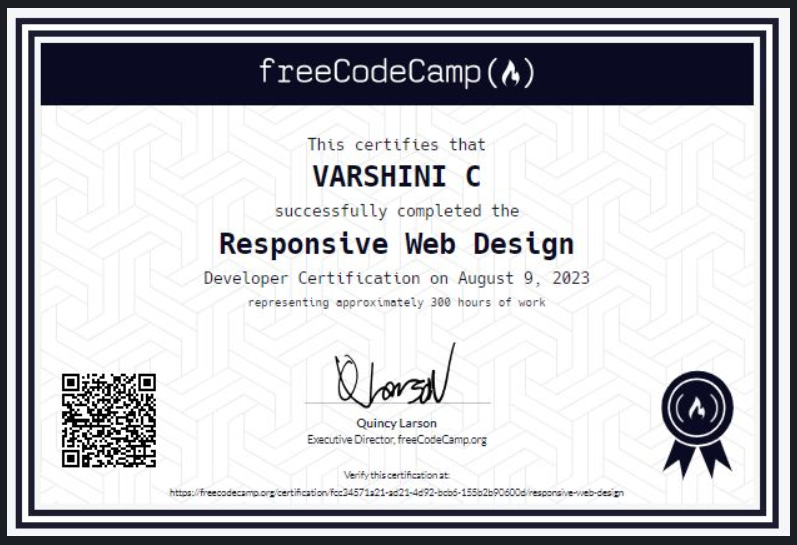 freeCodeCamp
This certifies that
VARSHINI C
successfully completed the
Responsive Web Design
Developer Certification on August 9, 2023
representing approximately 300 hours of work
QLarson
Quincy Larson
Executive Director, freeCodeCamp.org
Verify this certification at:
https://freecodecamp.org/certification/fcc34571a21-ad21-4d92-bcb6-155b2b90600d/responsive-web-design